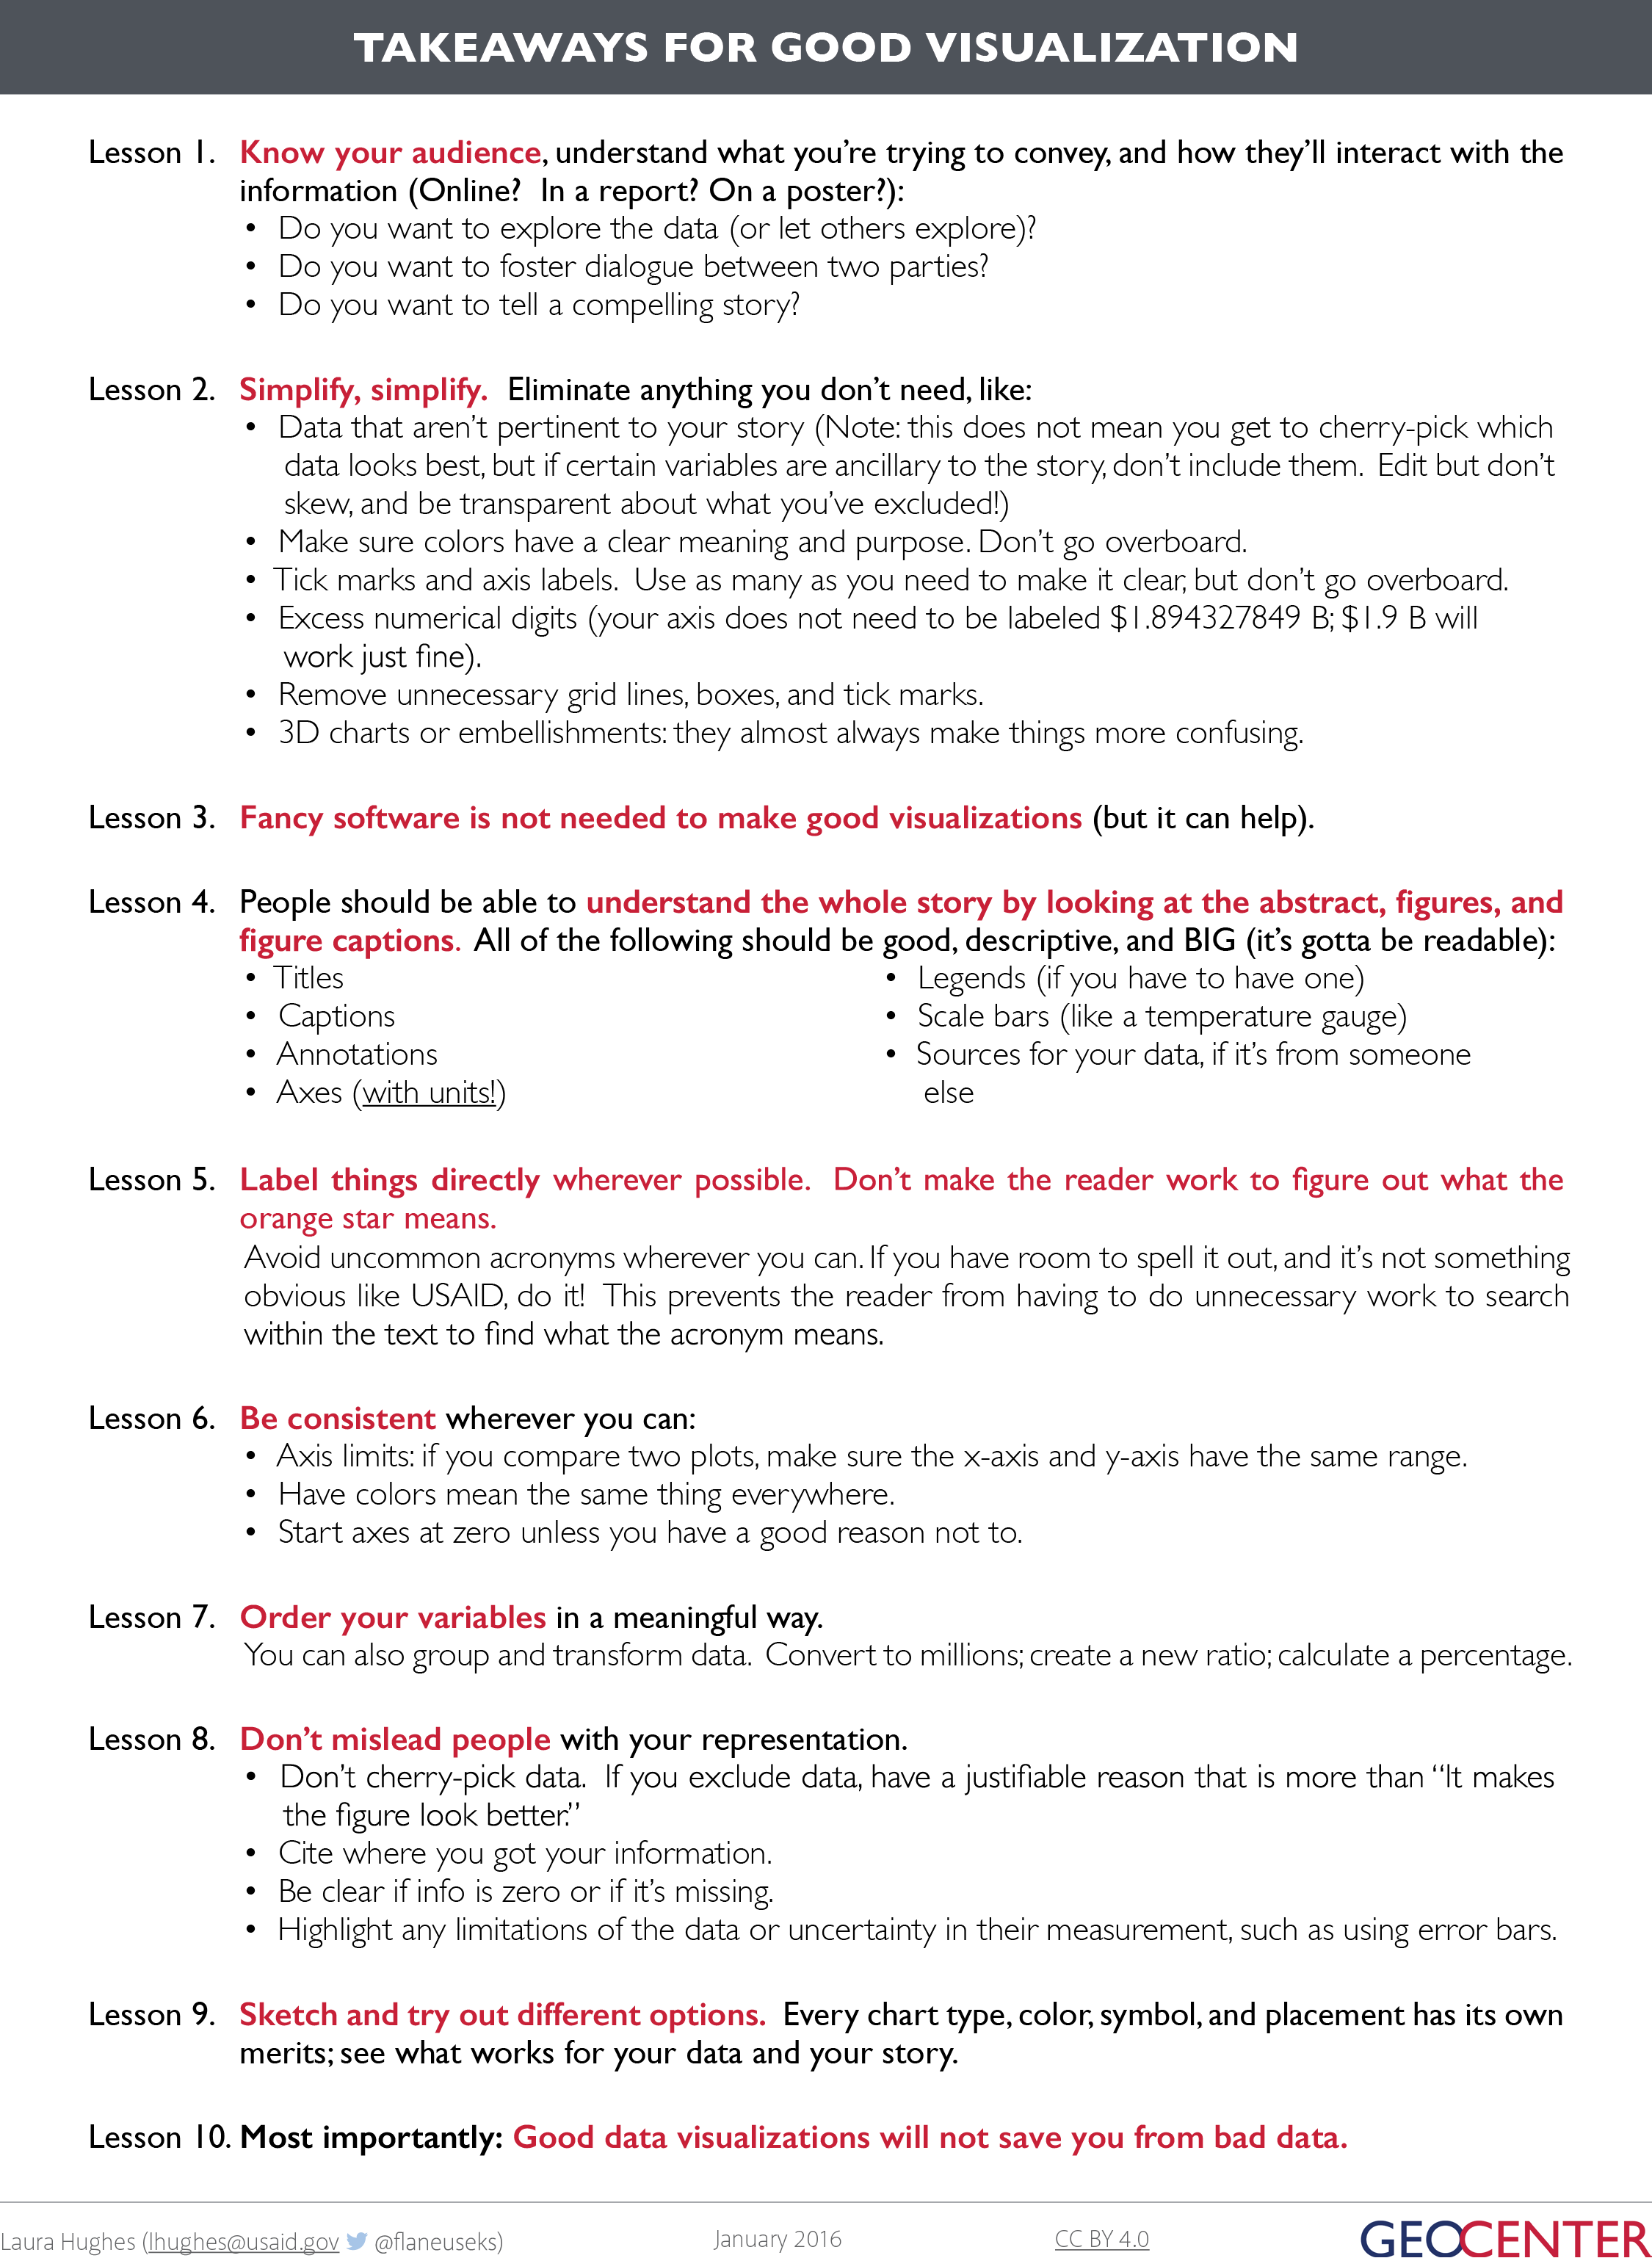 TAKEAWAYS FOR GOOD VISUALIZATION
Lesson 1. Know your audience, understand what you're trying to convey, and how they'll interact with the
information (Online?  In a report? On a poster?):
• Do you want to explore the data (or let others explore)?
• Do you want to foster dialogue between two parties?
• Do you want to tell a compelling story?
Lesson 2. Simplify, simplify.  Eliminate anything you don't need, like:
• Data that aren't pertinent to your story (Note: this does not mean you get to cherry-pick which
data looks best, but if certain variables are ancillary to the story, don't include them.  Edit but don't
skew, and be transparent about what you've excluded!)
• Make sure colors have a clear meaning and purpose. Don't go overboard.
• Tick marks and axis labels.  Use as many as you need to make it clear, but don't go overboard.
• Excess numerical digits (your axis does not need to be labeled $1.894327849 B; $1.9 B will
work just fine).
• Remove unnecessary grid lines, boxes, and tick marks.
• 3D charts or embellishments: they almost always make things more confusing.
Lesson 3. Fancy software is not needed to make good visualizations (but it can help).
Lesson 4. People should be able to understand the whole story by looking at the abstract, figures, and
figure captions.  All of the following should be good, descriptive, and BIG (it's gotta be readable):
• Titles
• Captions
• Annotations
• Axes (with units!)
• Legends (if you have to have one)
• Scale bars (like a temperature gauge)
• Sources for your data, if it's from someone
else
Lesson 5. Label things directly wherever possible.  Don't make the reader work to figure out what the
orange star means.
Avoid uncommon acronyms wherever you can. If you have room to spell it out, and it's not something
obvious like USAID, do it!  This prevents the reader from having to do unnecessary work to search
within the text to find what the acronym means.
Lesson 6. Be consistent wherever you can:
• Axis limits: if you compare two plots, make sure the x-axis and y-axis have the same range.
• Have colors mean the same thing everywhere.
• Start axes at zero unless you have a good reason not to.
Lesson 7. Order your variables in a meaningful way.
You can also group and transform data.  Convert to millions; create a new ratio; calculate a percentage.
Lesson 8. Don't mislead people with your representation.
• Don't cherry-pick data.  If you exclude data, have a justifiable reason that is more than “It makes
the figure look better.”
• Cite where you got your information.
• Be clear if info is zero or if it's missing.
• Highlight any limitations of the data or uncertainty in their measurement, such as using error bars.
Lesson 9. Sketch and try out different options.  Every chart type, color, symbol, and placement has its own
merits; see what works for your data and your story.
Lesson 10. Most importantly: Good data visualizations will not save you from bad data.
Laura Hughes (lhughes@usaid.gov @flaneuseks)
January 2016
CC BY 4.0
GEOCENTER